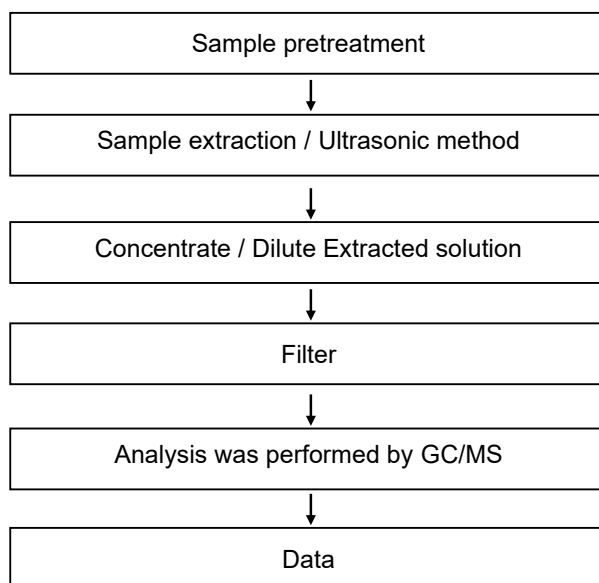 Sample pretreatment
Sample extraction / Ultrasonic method
Concentrate / Dilute Extracted solution
Filter
Analysis was performed by GC/MS
Data